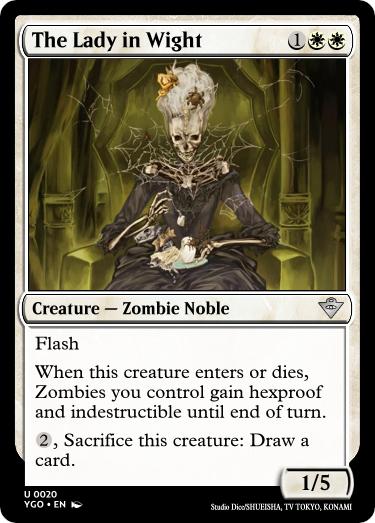 The Lady in Wight 1
Creature — Zombie Noble
Flash
When this creature enters or dies,
Zombies you control gain hexproof
and indestructible until end of turn.
2, Sacrifice this creature: Draw a
card.
1/5
U 0020
YGO • EN
Studio Dice/SHUEISHA, TV TOKYO, KONAMI